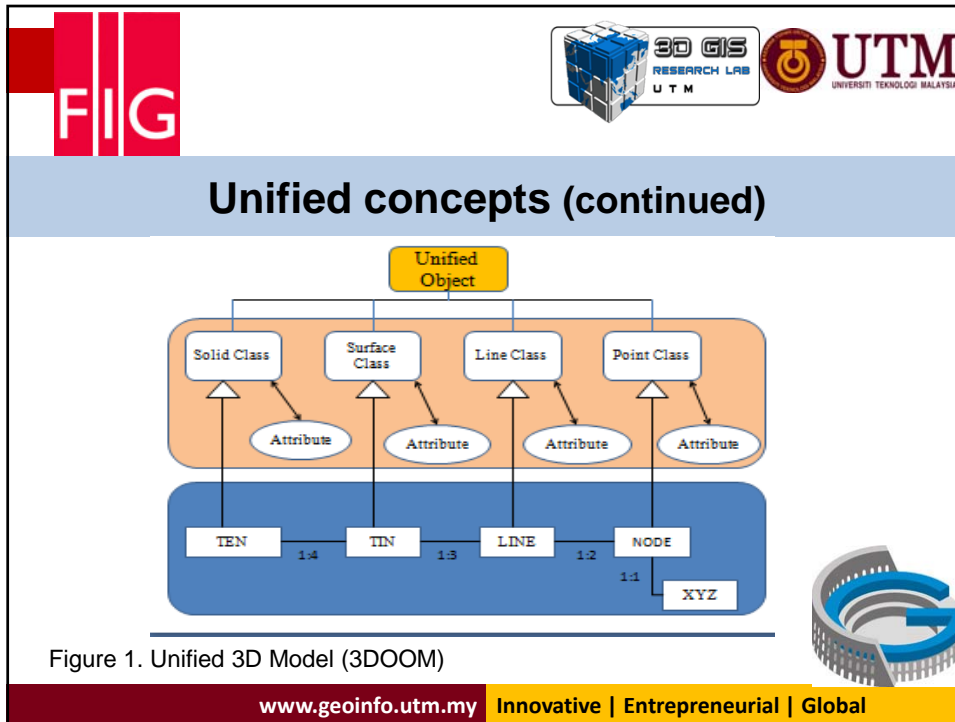 FIG
3D GIS
RESEARCH LAB
UTM
UTM
UNIVERSITI TEKNOLOGI MALAYSIA
Unified concepts (continued)
Unified
Object
Solid Class
Surface
Class
Line Class
Point Class
Attribute
Attribute
Attribute
Attribute
TEN
1:4
TIN
1:3
LINE
1:2
NODE
1:1
XYZ
Figure 1. Unified 3D Model (3DOOM)
www.geoinfo.utm.my Innovative | Entrepreneurial | Global